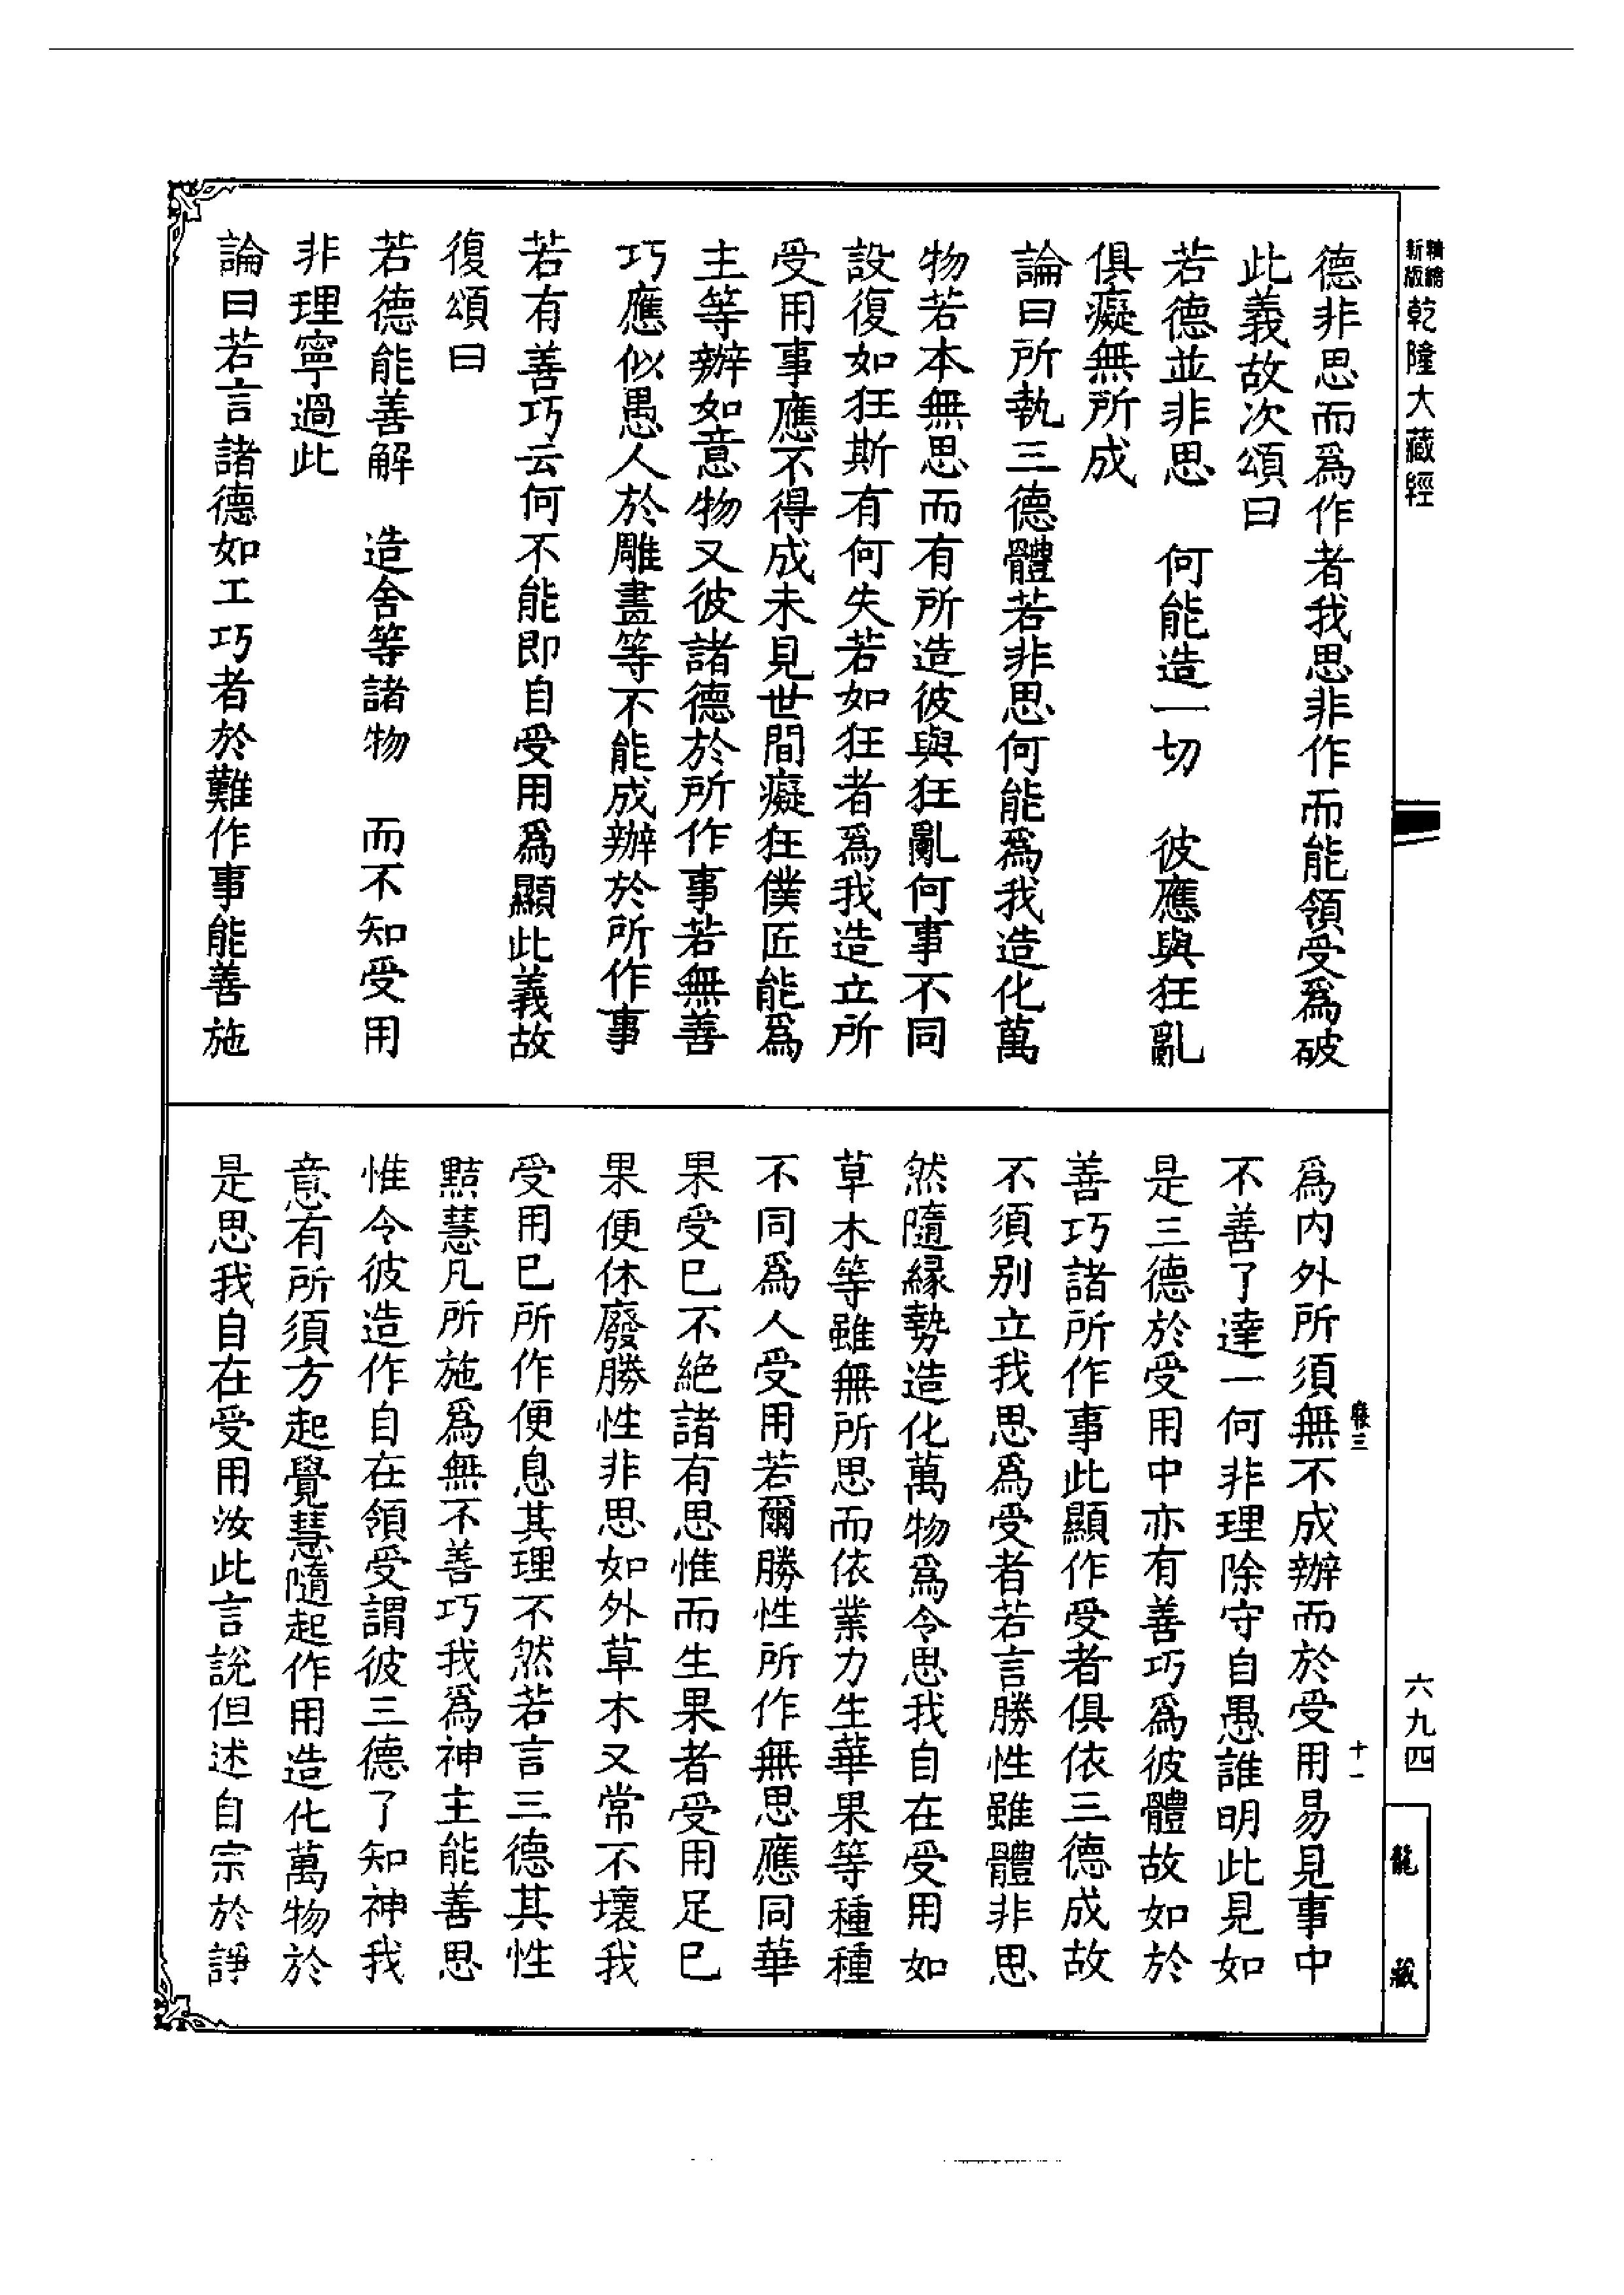 精繪
新版
乾隆大藏經
德非思而爲作者我思非作而能領受爲破
此義故次頌曰
若德並非思　何能造一切　彼應與狂亂
俱癡無所成
論曰所執三德體若非思何能爲我造化萬
物若本無思而有所造彼與狂亂何事不同
設復如狂斯有何失若如狂者爲我造立所
受用事應不得成未見世間癡狂僕匠能爲
主等辦如意物又彼諸德於所作事若無善
巧應似愚人於雕畫等不能成辦於所作事
若有善巧云何不能即自受用爲顯此義故
復頌曰
若德能善解　造舍等諸物　而不知受用
非理寧過此
論曰若言諸德如工巧者於難作事能善施
爲內外所須無不成辦而於受用易見事中
不善了達一何非理除守自愚誰明此見如
是三德於受用中亦有善巧爲彼體故如於
善巧諸所作事此顯作受者俱依三德成故
不須別立我思爲受者若言勝性雖體非思
然隨緣勢造化萬物爲令思我自在受用如
草木等雖無所思而依業力生華果等種種
不同爲人受用若爾勝性所作無思應同華
果受已不絕諸有思惟而生果者受用足已
果便休廢勝性非思如外草木又常不壞我
受用已所作便息其理不然若言三德其性
黠慧凡所施爲無不善巧我爲神主能善思
惟令彼造作自在領受謂彼三德了知神我
意有所須方起覺慧隨起作用造化萬物於
是思我自在受用汝此言說但述自宗於諍
卷三
十一
六九四
龍藏